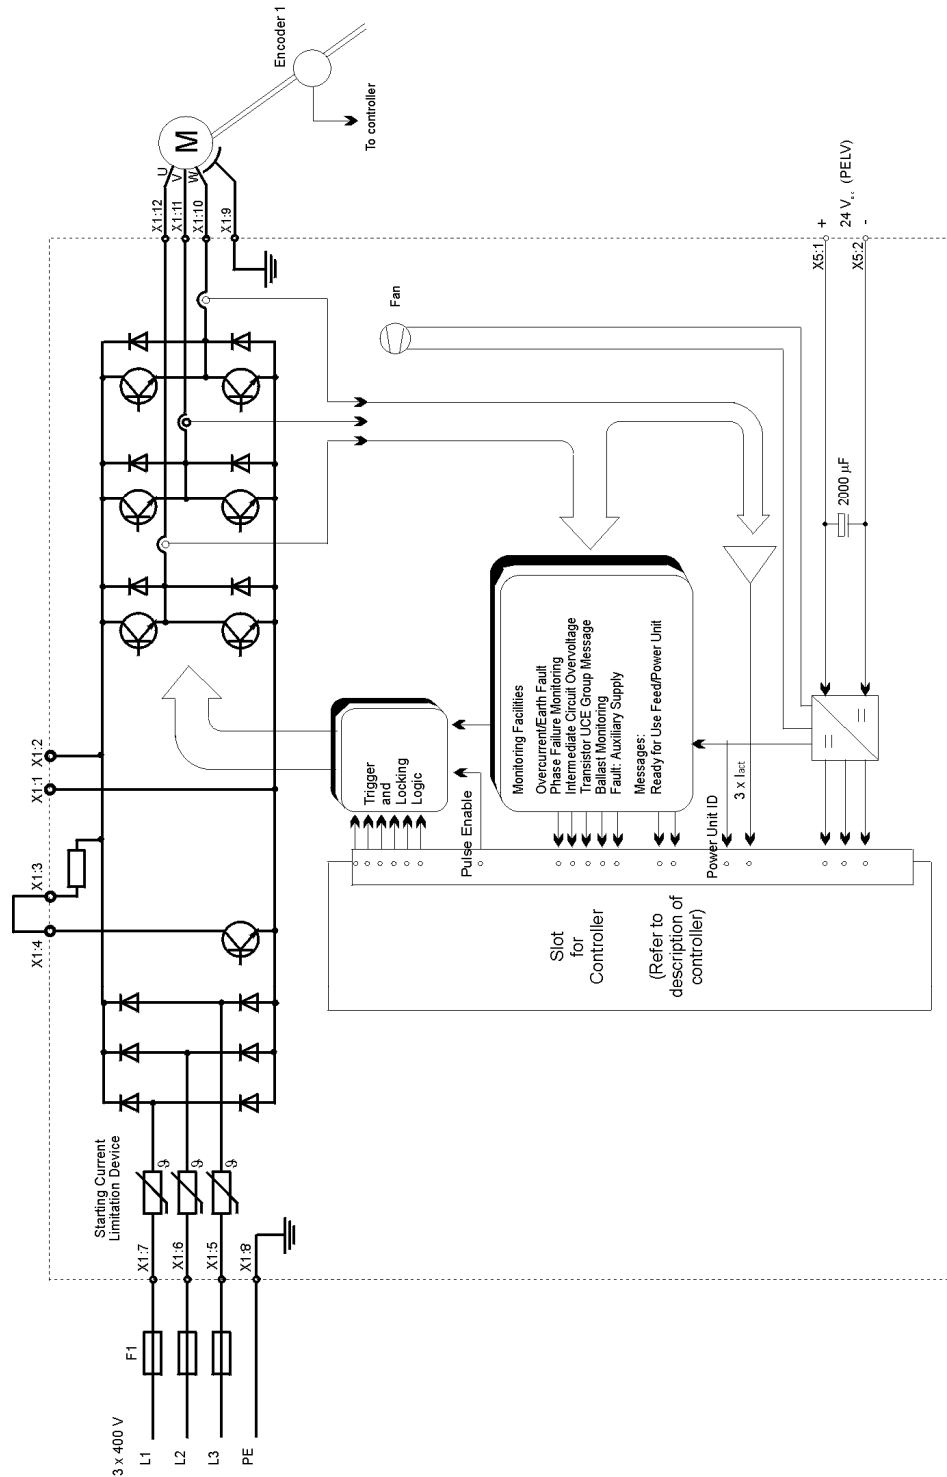 3 x 400 V
L1
L2
L3
PE
F1
X1:7
X1:6
X1:5
X1:8
Starting Current
Limitation Device
ϑ
ϑ
ϑ
X1:4
X1:3
X1:1
X1:2
X1:12
X1:11
X1:10
X1:9
U
V
W
M
Encoder 1
To controller
Fan
Trigger
and
Locking
Logic
Pulse Enable
Monitoring Facilities
Overcurrent/Earth Fault
Phase Failure Monitoring
Intermediate Circuit Overvoltage
Transistor UCE Group Message
Ballast Monitoring
Fault: Auxiliary Supply
Messages:
Ready for Use Feed/Power Unit
Power Unit ID
3 x Iact
Slot
for
Controller
(Refer to
description of
controller)
2000 µF
X5:1
X5:2
+
24 V (PELV)
-